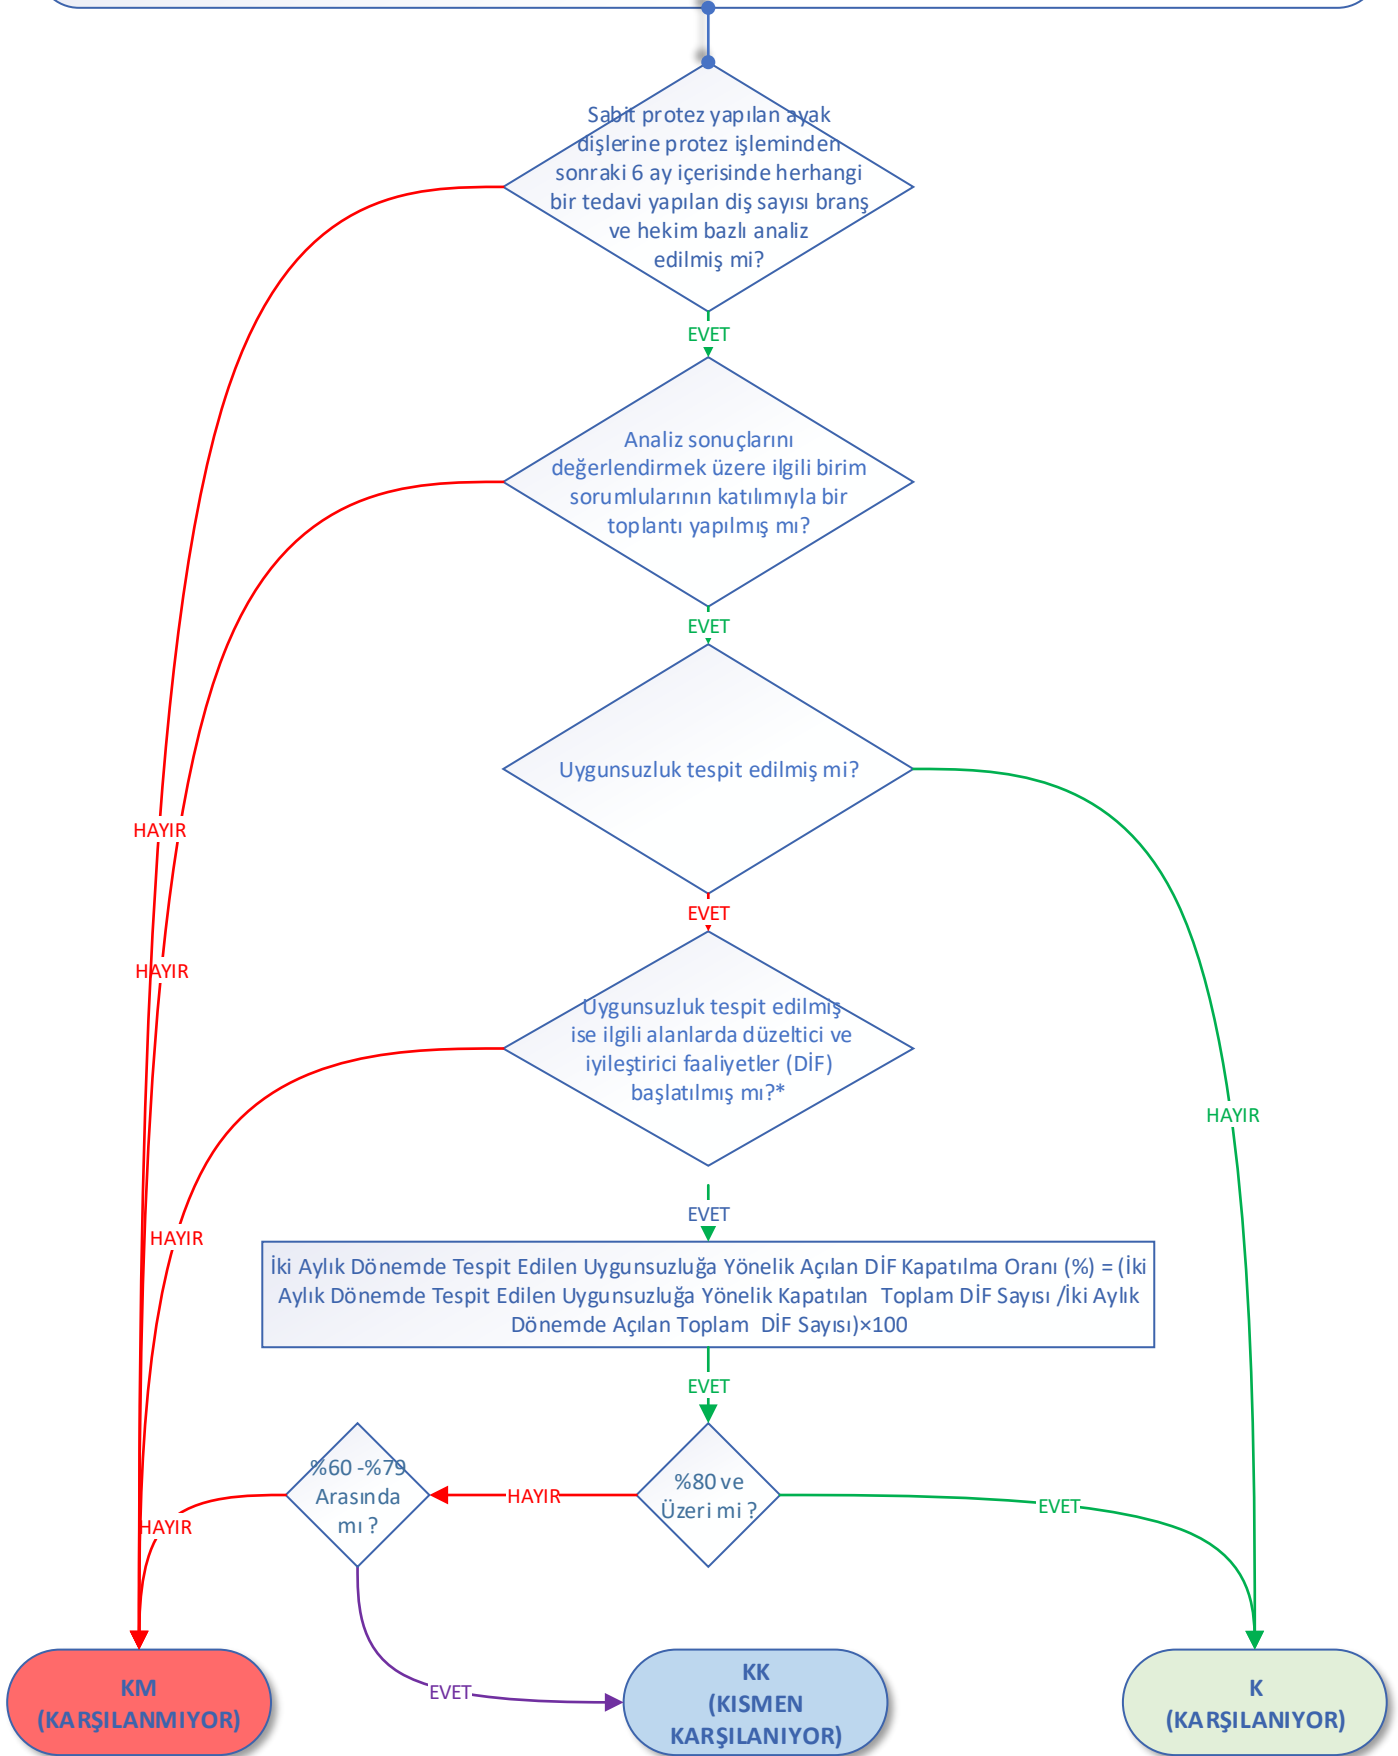 Sabit protez yapılan ayak
dişlerine protez işleminden
sonraki 6 ay içerisinde herhangi
bir tedavi yapılan diş sayısı branş
ve hekim bazlı analiz
edilmiş mi?
EVET
Analiz sonuçlarını
değerlendirmek üzere ilgili birim
sorumlularının katılımıyla bir
toplantı yapılmış mı?
EVET
Uygunsuzluk tespit edilmiş mi?
HAYIR
EVET
HAYIR
Uygunsuzluk tespit edilmiş
ise ilgili alanlarda düzeltici ve
iyileştirici faaliyetler (DİF)
başlatılmış mı?*
HAYIR
EVET
HAYIR
İki Aylık Dönemde Tespit Edilen Uygunsuzluğa Yönelik Açılan DİF Kapatılma Oranı (%) = (İki
Aylık Dönemde Tespit Edilen Uygunsuzluğa Yönelik Kapatılan Toplam DİF Sayısı /İki Aylık
Dönemde Açılan Toplam DİF Sayısı)×100
EVET
%60 -%79
Arasında
mı ?
HAYIR
%80 ve
Üzeri mi ?
EVET
HAYIR
EVET
KM
(KARŞILANMIYOR)
KK
(KISMEN
KARŞILANIYOR)
K
(KARŞILANIYOR)